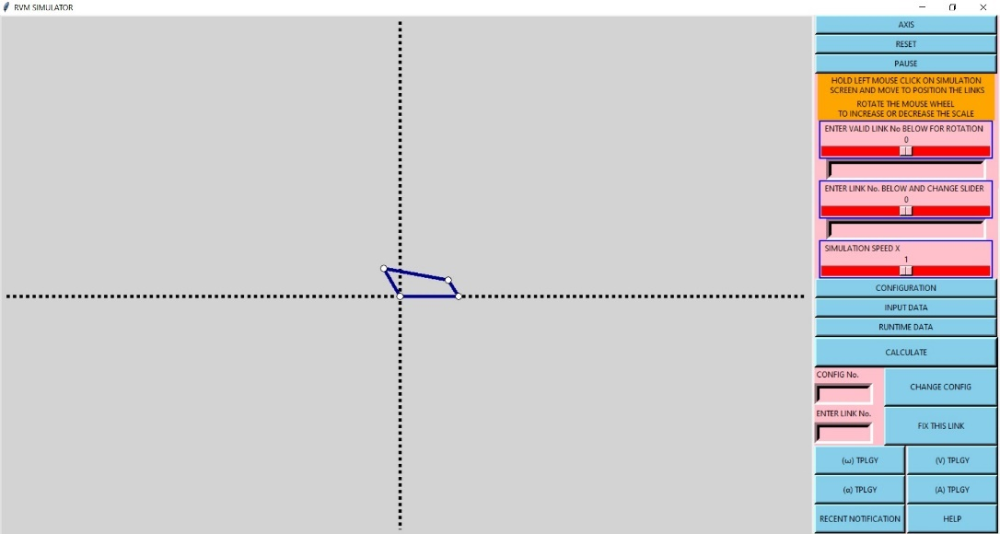 RVM SIMULATOR
AXIS
RESET
PAUSE
HOLD LEFT MOUSE CLICK ON SIMULATION
SCREEN AND MOVE TO POSITION THE LINKS
ROTATE THE MOUSE WHEEL
TO INCREASE OR DECREASE THE SCALE
ENTER VALID LINK No BELOW FOR ROTATION
0
ENTER LINK No. BELOW AND CHANGE SLIDER
0
SIMULATION SPEED X
1
CONFIGURATION
INPUT DATA
RUNTIME DATA
CALCULATE
CONFIG No.
CHANGE CONFIG
ENTER LINK No.
FIX THIS LINK
(ω) TPLGY
(V) TPLGY
(α) TPLGY
(A) TPLGY
RECENT NOTIFICATION
HELP